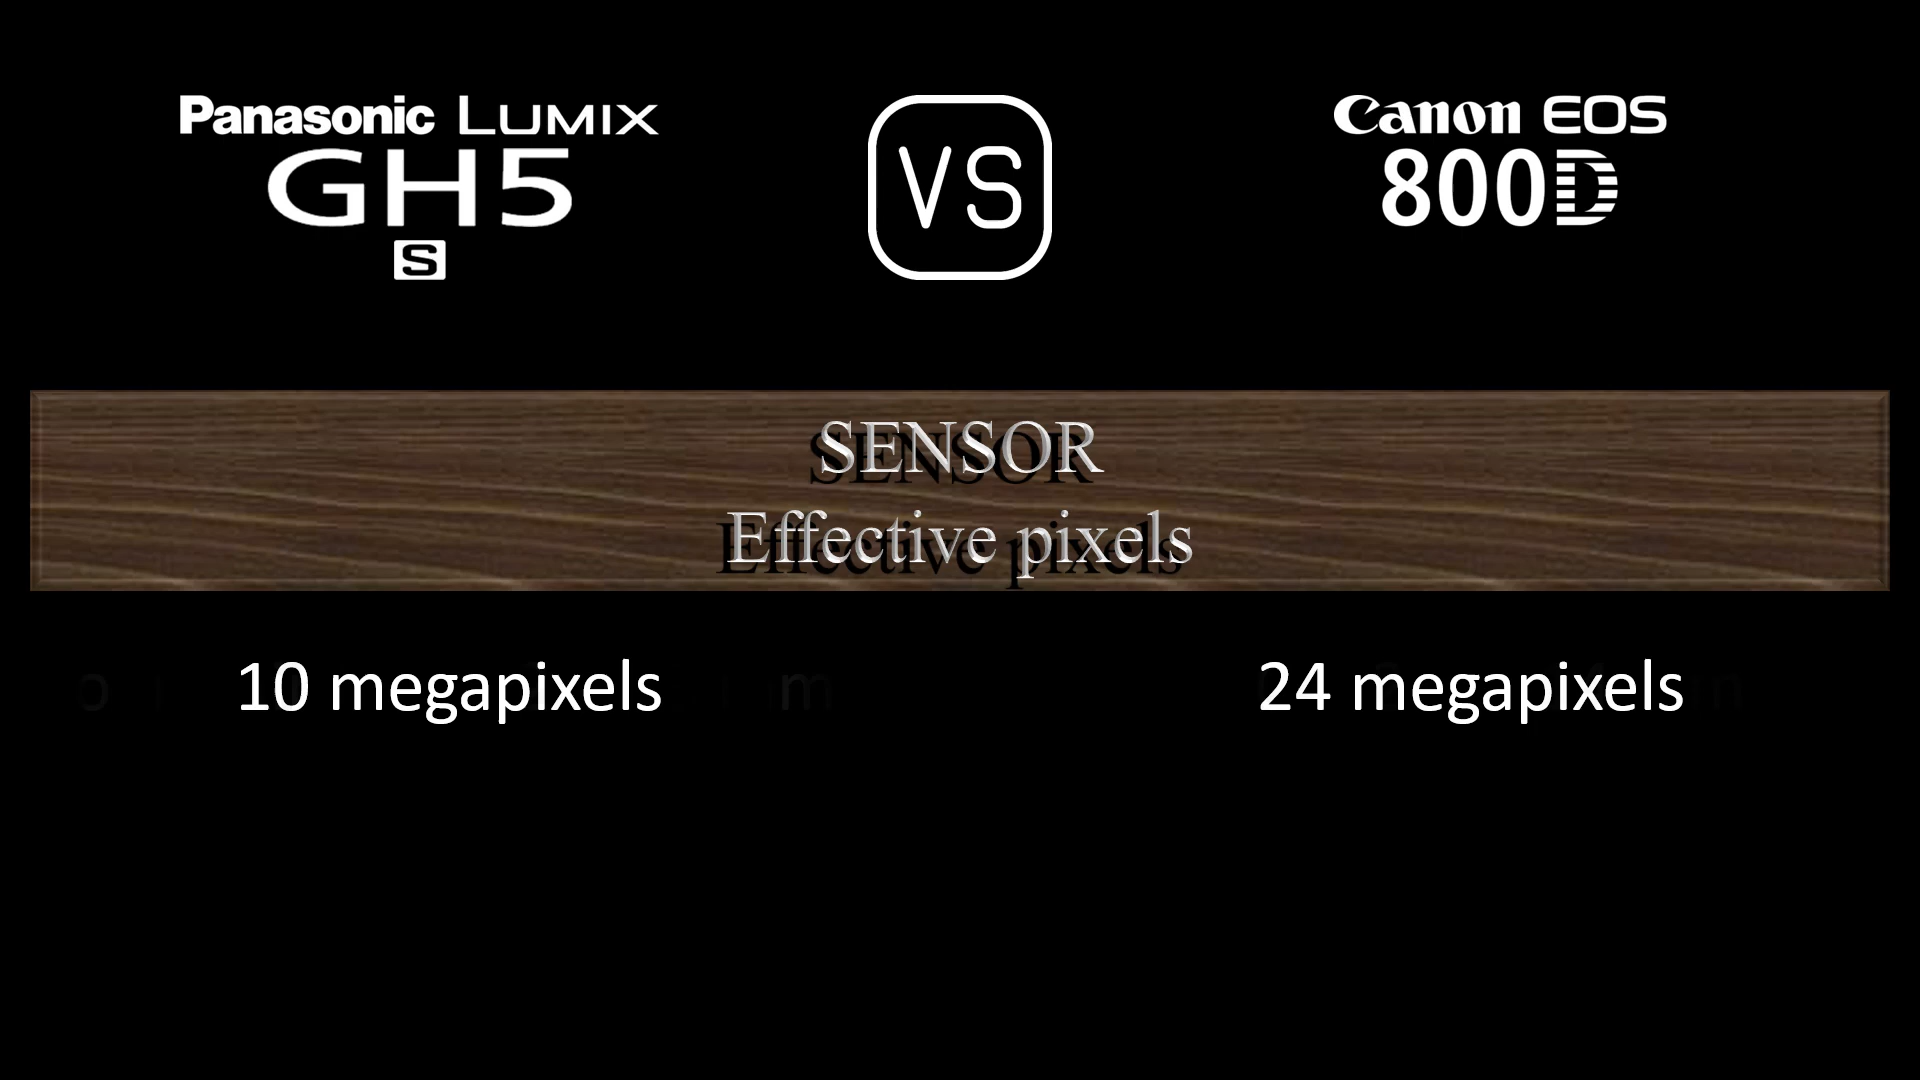 Panasonic LUMIX
GH5
S
VS
Canon EOS
800D
SENSOR
Effective pixels
10 megapixels
24 megapixels